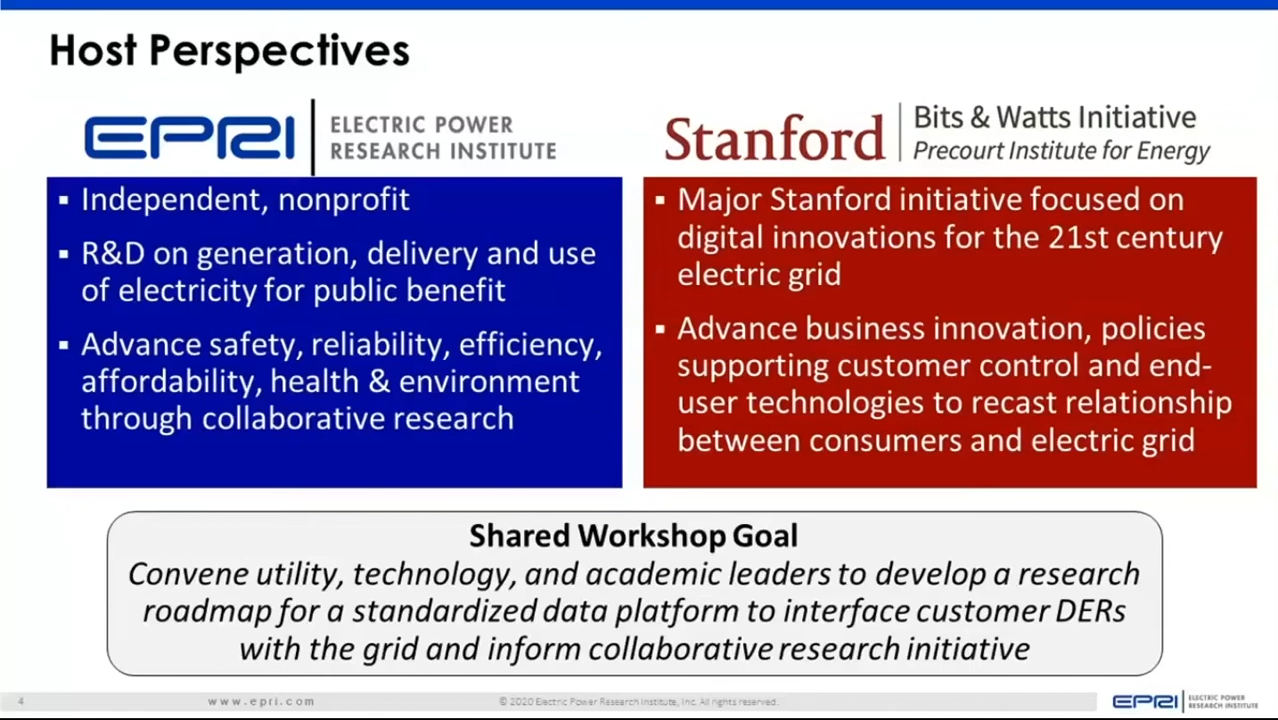 Host Perspectives
EPRI
ELECTRIC POWER
RESEARCH INSTITUTE
Stanford
Bits & Watts Initiative
Precourt Institute for Energy
▪ Independent, nonprofit
▪ R&D on generation, delivery and use
of electricity for public benefit
▪ Advance safety, reliability, efficiency,
affordability, health & environment
through collaborative research
▪ Major Stanford initiative focused on
digital innovations for the 21st century
electric grid
▪ Advance business innovation, policies
supporting customer control and end-
user technologies to recast relationship
between consumers and electric grid
Shared Workshop Goal
Convene utility, technology, and academic leaders to develop a research
roadmap for a standardized data platform to interface customer DERs
with the grid and inform collaborative research initiative
4
www.epri.com
© 2020 Electric Power Research Institute, Inc. All rights reserved.
EPRI
ELECTRIC POWER
RESEARCH INSTITUTE